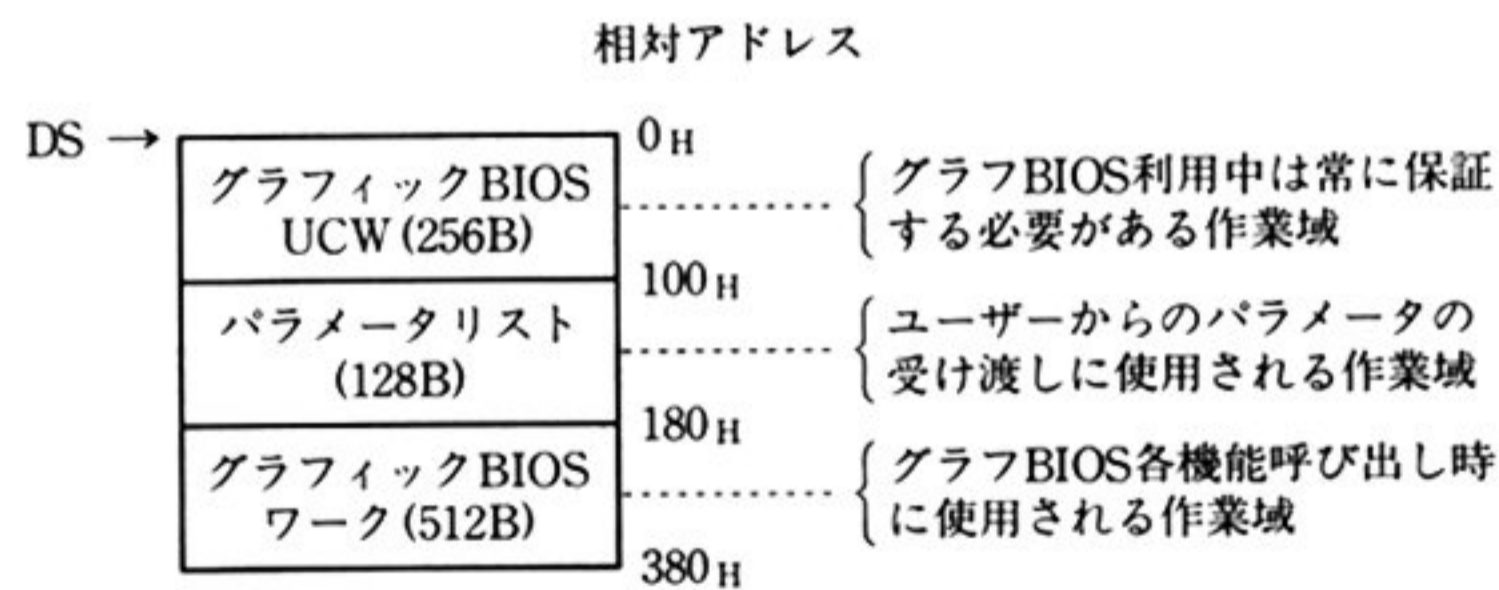 相対アドレス
DS →
0H
グラフィックBIOS
UCW(256B)
グラフBIOS利用中は常に保証
する必要がある作業域
100H
パラメータリスト
(128B)
ユーザーからのパラメータの
受け渡しに使用される作業域
180H
グラフィックBIOS
ワーク(512B)
グラフBIOS各機能呼び出し時
に使用される作業域
380H